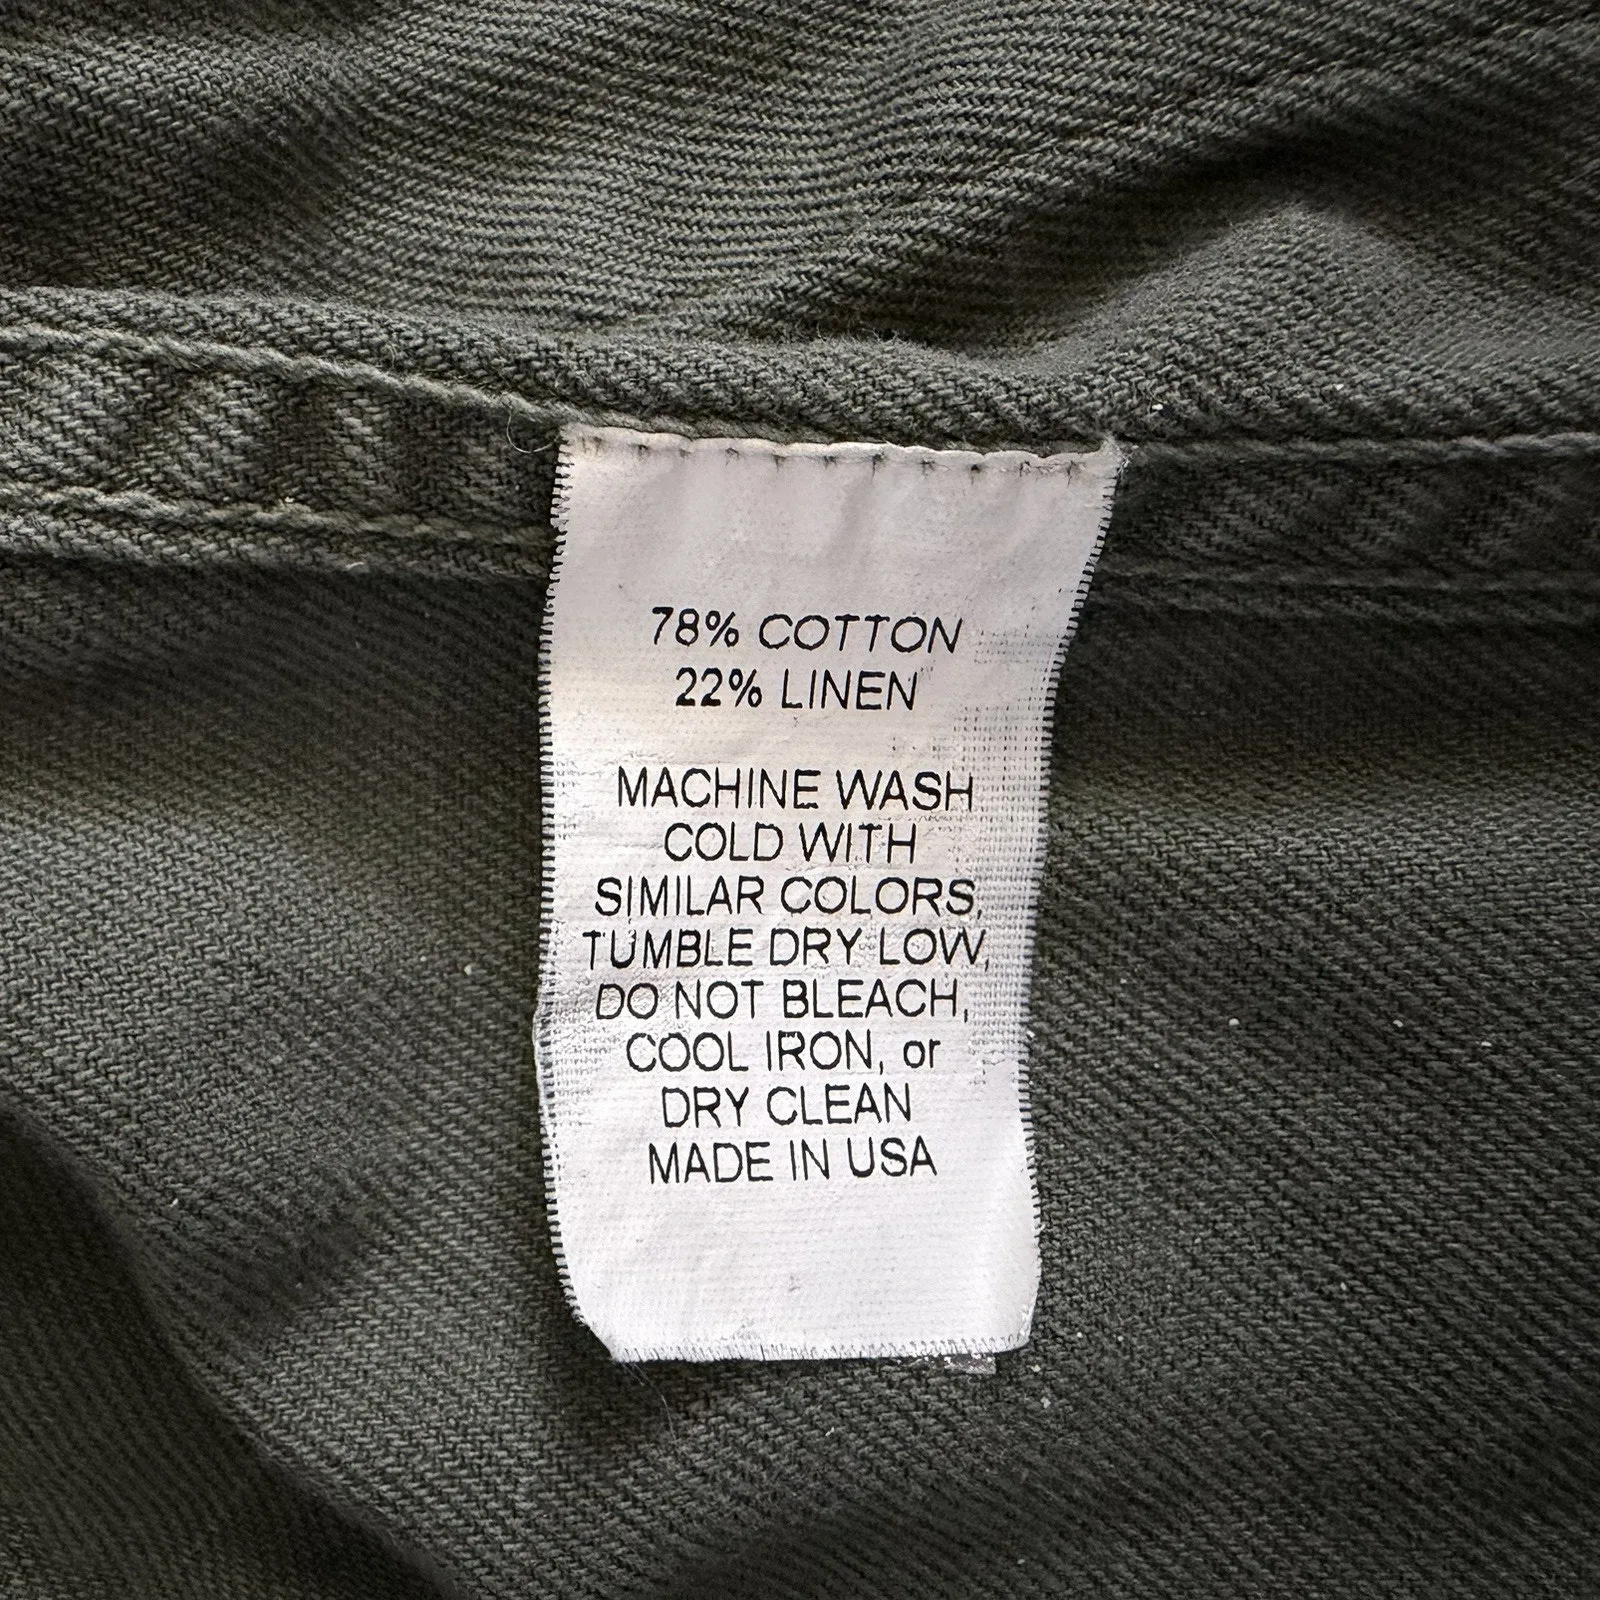 78% COTTON
22% LINEN
MACHINE WASH
COLD WITH
SIMILAR COLORS,
TUMBLE DRY LOW,
DO NOT BLEACH,
COOL IRON, or
DRY CLEAN
MADE IN USA